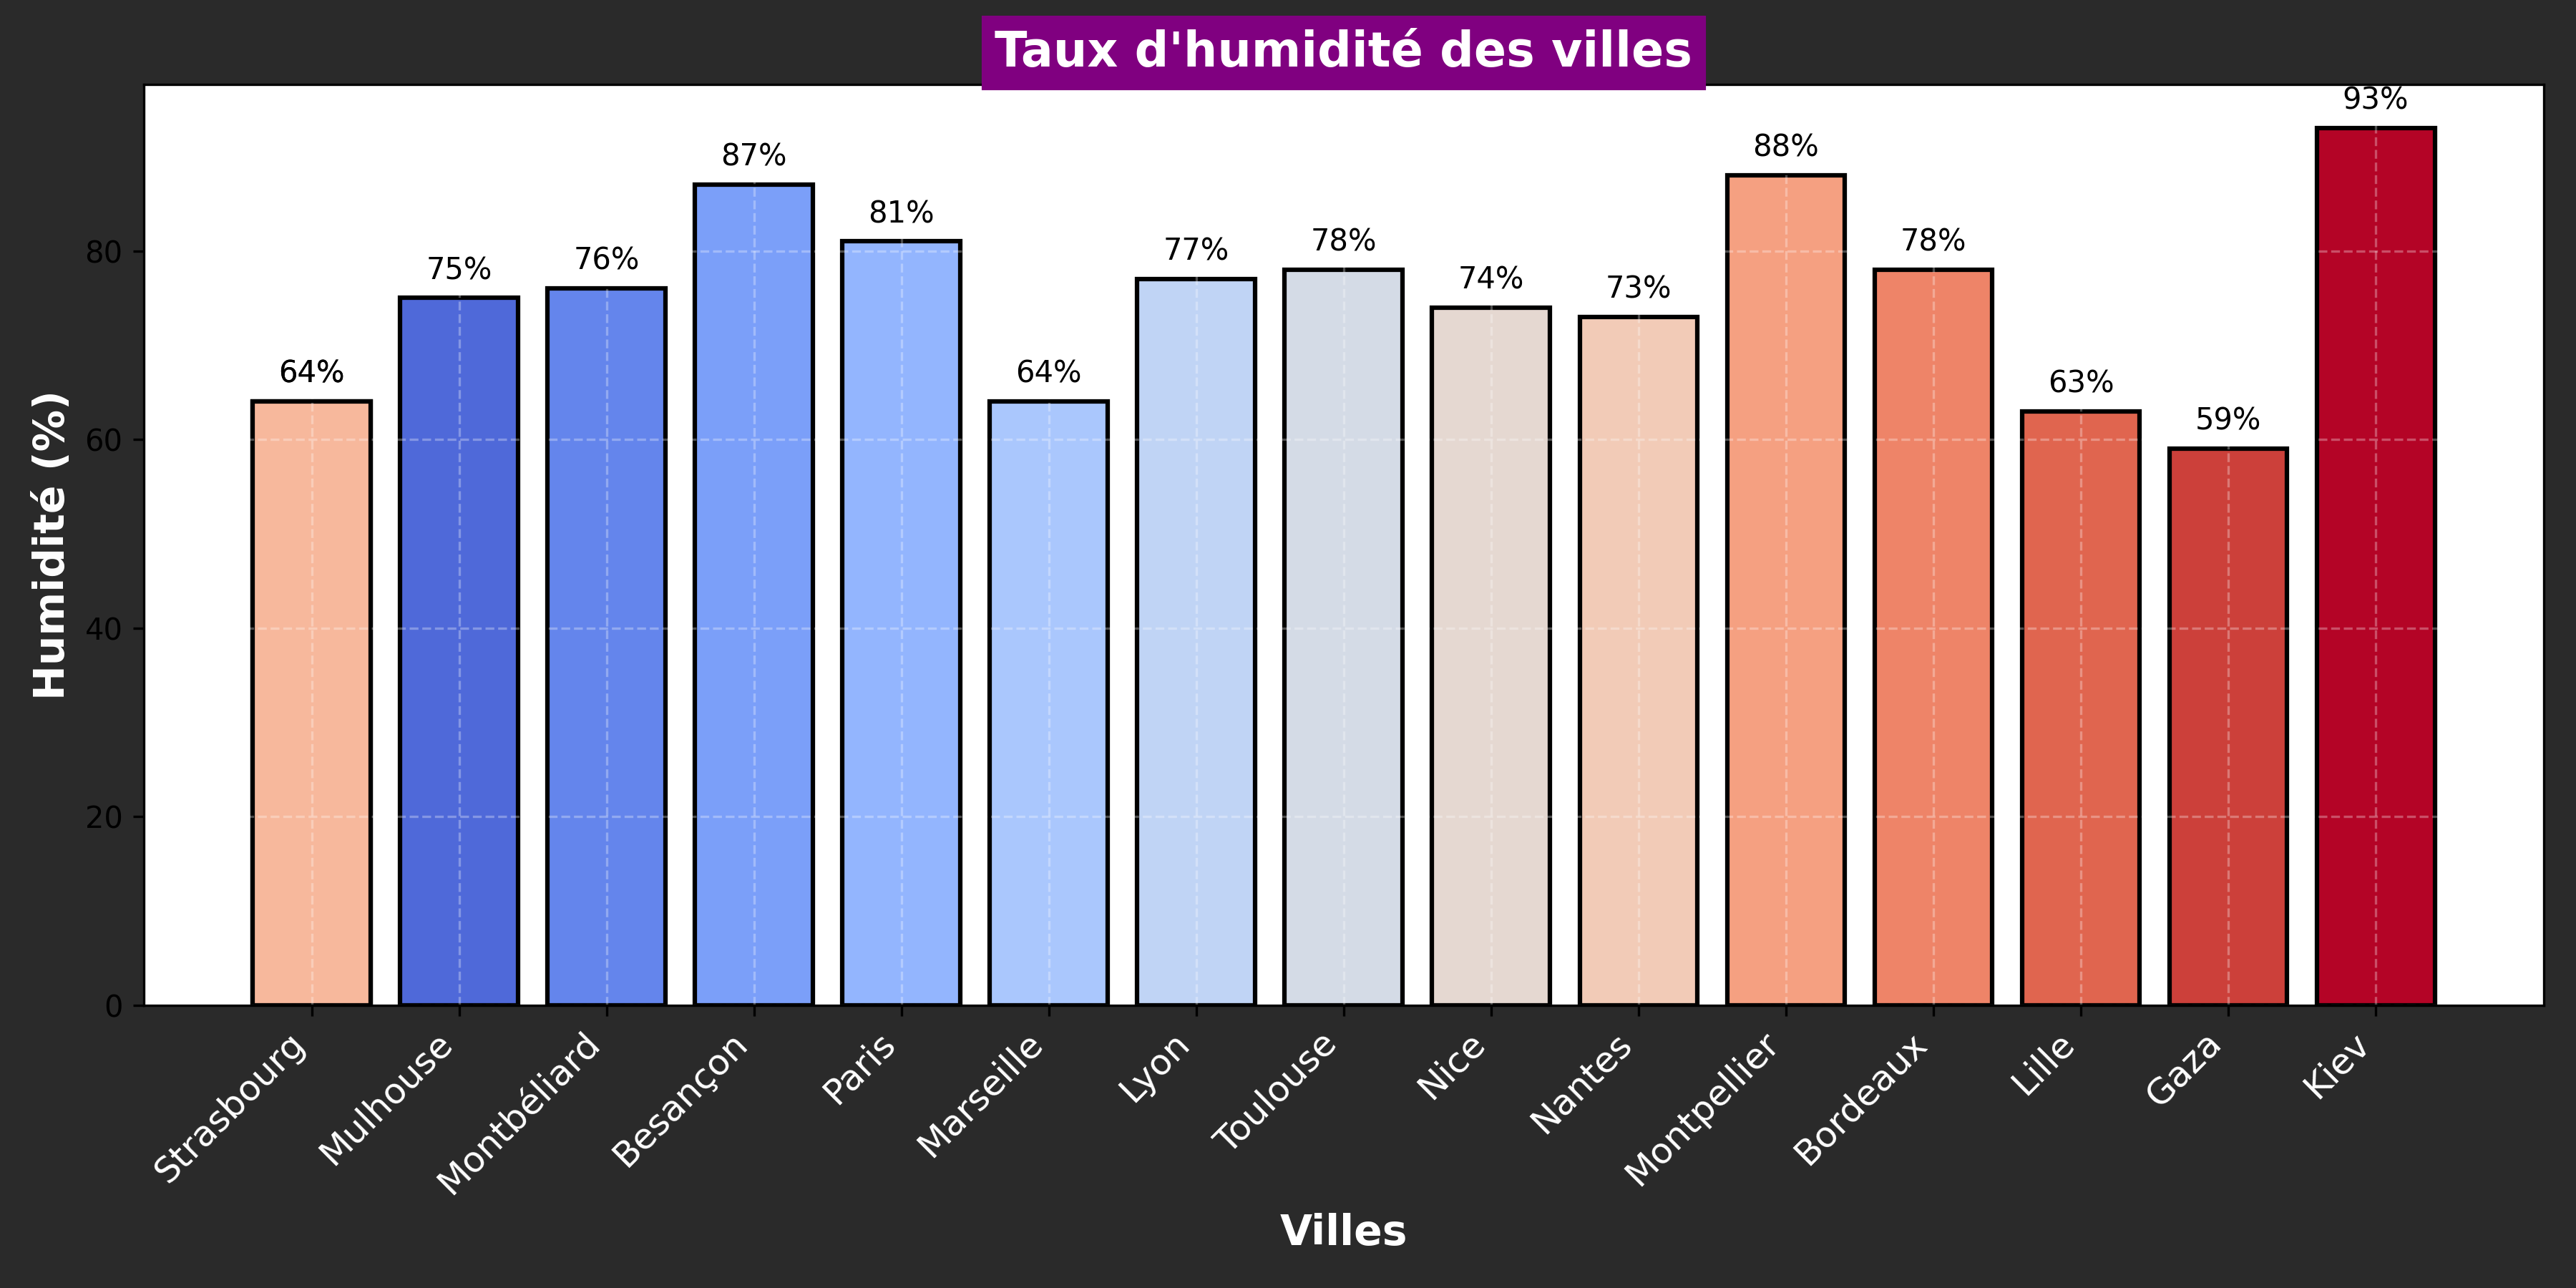 Taux d'humidité des villes
Humidité (%)
80
60
40
20
0
64%
75%
76%
87%
81%
64%
77%
78%
74%
73%
88%
78%
63%
59%
93%
Strasbourg
Mulhouse
Montbéliard
Besançon
Paris
Marseille
Lyon
Toulouse
Nice
Nantes
Montpellier
Bordeaux
Lille
Gaza
Kiev
Villes